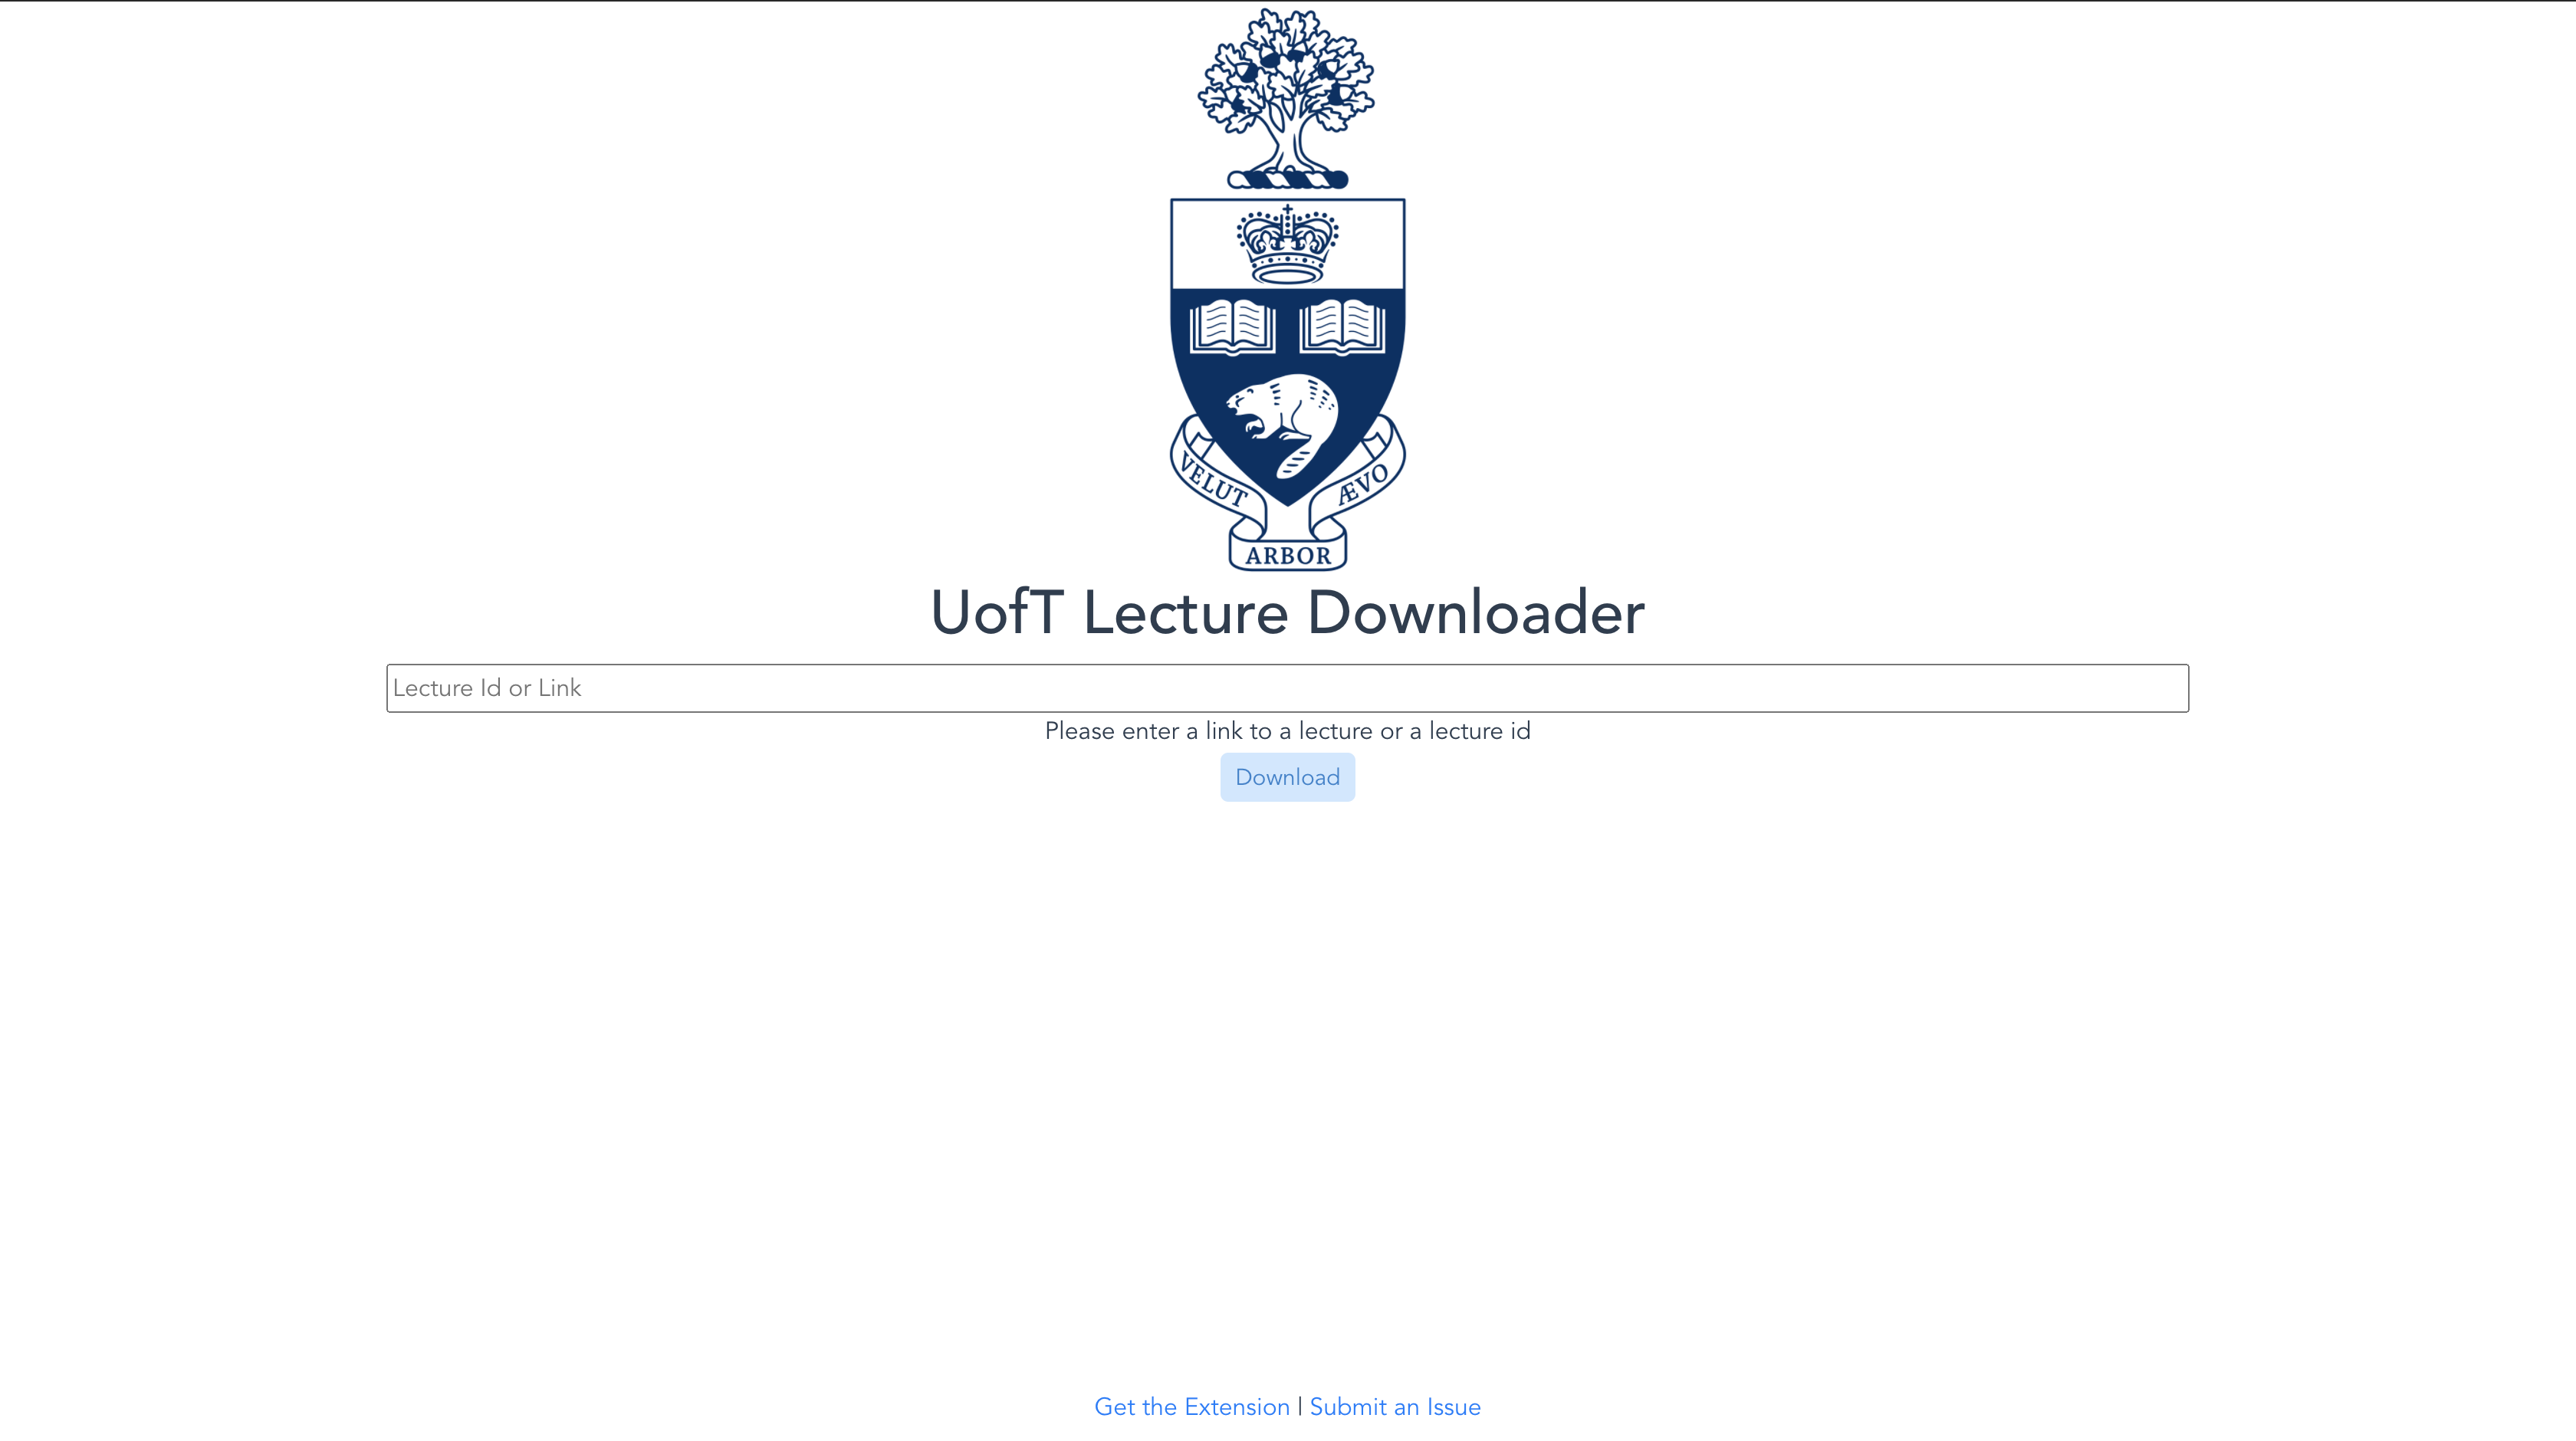 VELUT
ÆVO
ARBOR
UofT Lecture Downloader
Lecture Id or Link
Please enter a link to a lecture or a lecture id
Download
Get the Extension | Submit an Issue